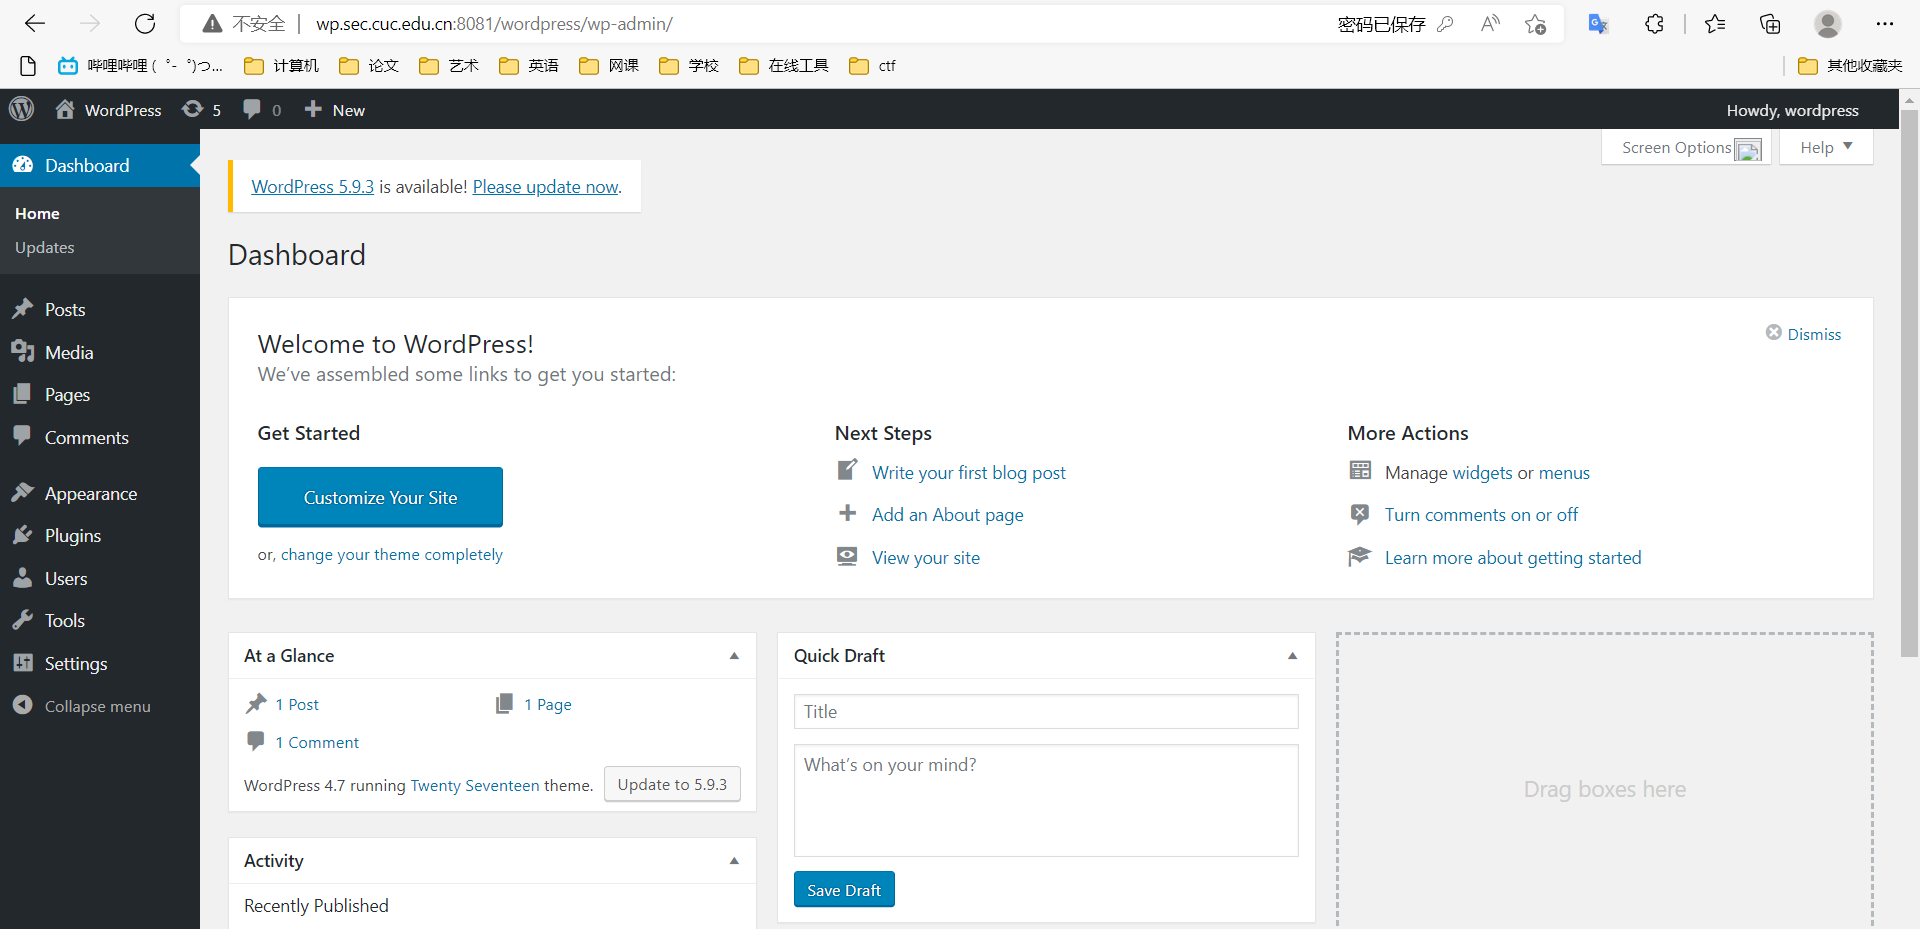 不安全 wp.sec.cuc.edu.cn:8081/wordpress/wp-admin/ 密码已保存
哔哩哔哩 ( ゜- ゜)つ... 计算机 论文 艺术 英语 网课 学校 在线工具 ctf 其他收藏夹
WordPress 5 0 New Howdy, wordpress
Screen Options Help
Dashboard
Home
Updates
Posts
Media
Pages
Comments
Appearance
Plugins
Users
Tools
Settings
Collapse menu
WordPress 5.9.3 is available! Please update now.
Dashboard
Welcome to WordPress!
Dismiss
We’ve assembled some links to get you started:
Get Started
Customize Your Site
or, change your theme completely
Next Steps
Write your first blog post
Add an About page
View your site
More Actions
Manage widgets or menus
Turn comments on or off
Learn more about getting started
At a Glance
1 Post 1 Page
1 Comment
WordPress 4.7 running Twenty Seventeen theme. Update to 5.9.3
Activity
Recently Published
Quick Draft
Title
What’s on your mind?
Save Draft
Drag boxes here